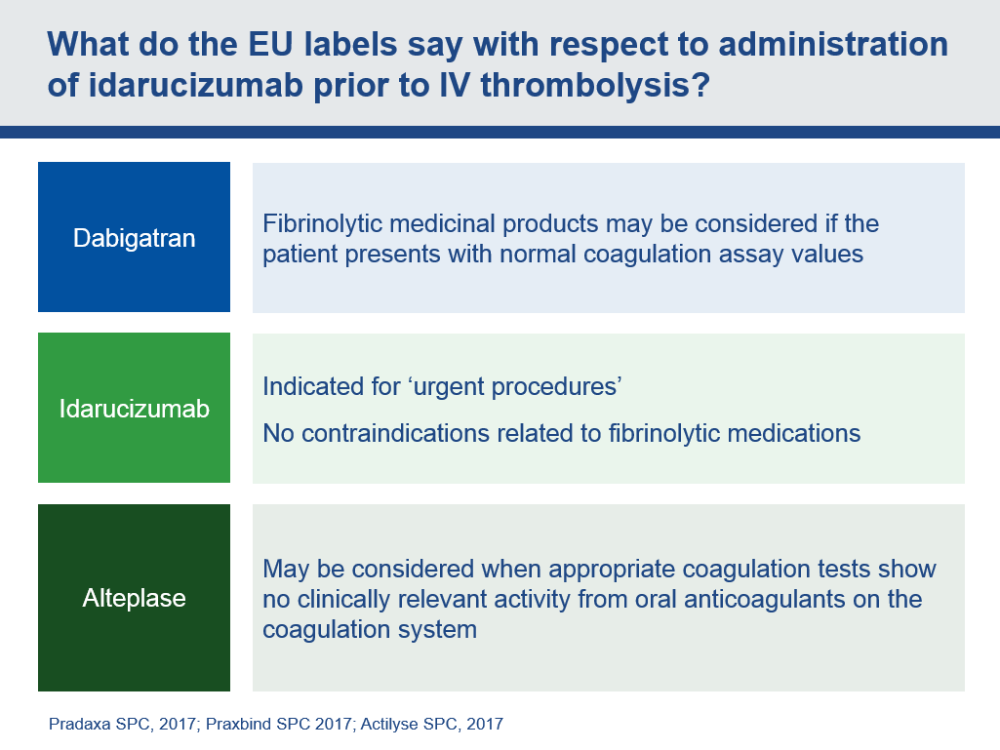 What do the EU labels say with respect to administration
of idarucizumab prior to IV thrombolysis?
Dabigatran
Fibrinolytic medicinal products may be considered if the
patient presents with normal coagulation assay values
Idarucizumab
Indicated for ‘urgent procedures’
No contraindications related to fibrinolytic medications
Alteplase
May be considered when appropriate coagulation tests show
no clinically relevant activity from oral anticoagulants on the
coagulation system
Pradaxa SPC, 2017; Praxbind SPC 2017; Actilyse SPC, 2017